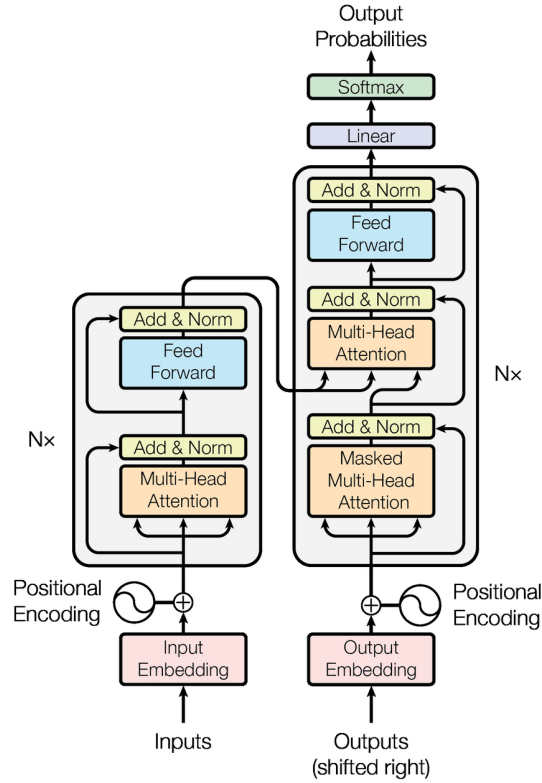 Output
Probabilities
Softmax
Linear
Add & Norm
Feed
Forward
Add & Norm
Multi-Head
Attention
Add & Norm
Masked
Multi-Head
Attention
Nx
Add & Norm
Feed
Forward
Add & Norm
Multi-Head
Attention
Nx
Positional
Encoding
Positional
Encoding
Input
Embedding
Output
Embedding
Inputs
Outputs
(shifted right)